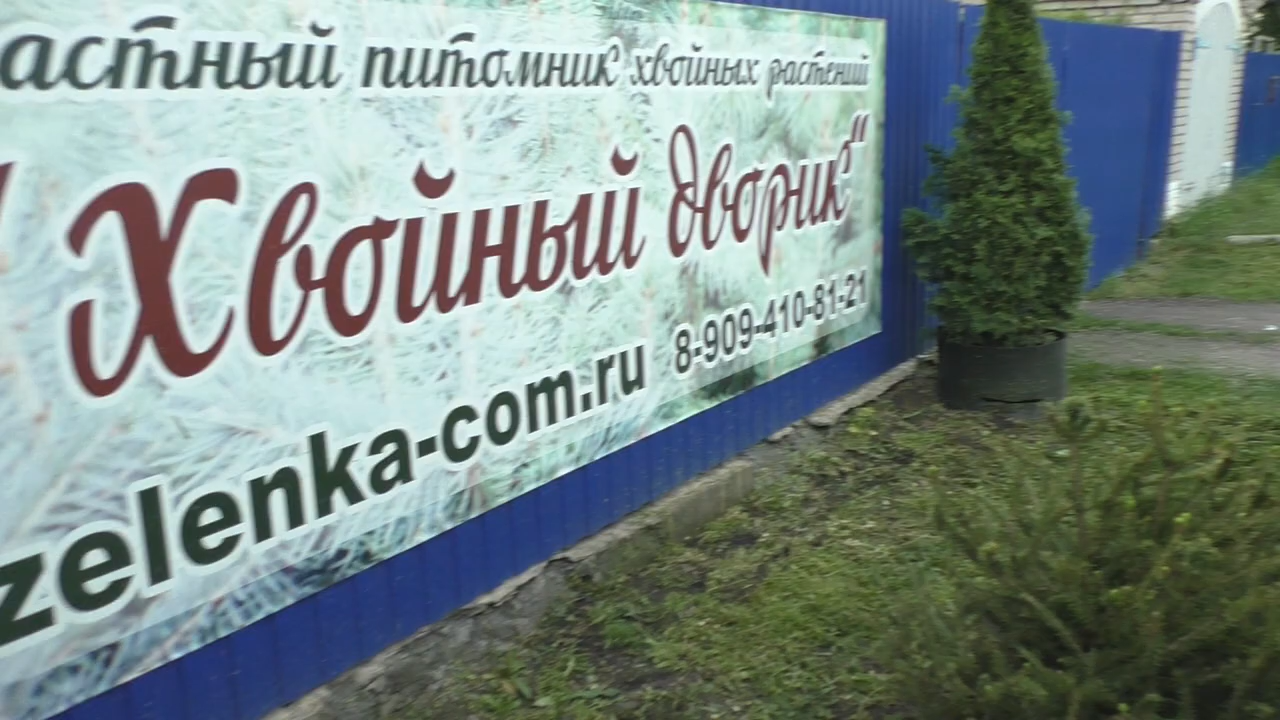 астный питомник хвойных растений
"Хвойный дворик"
zelenka-com.ru 8-909-410-81-21